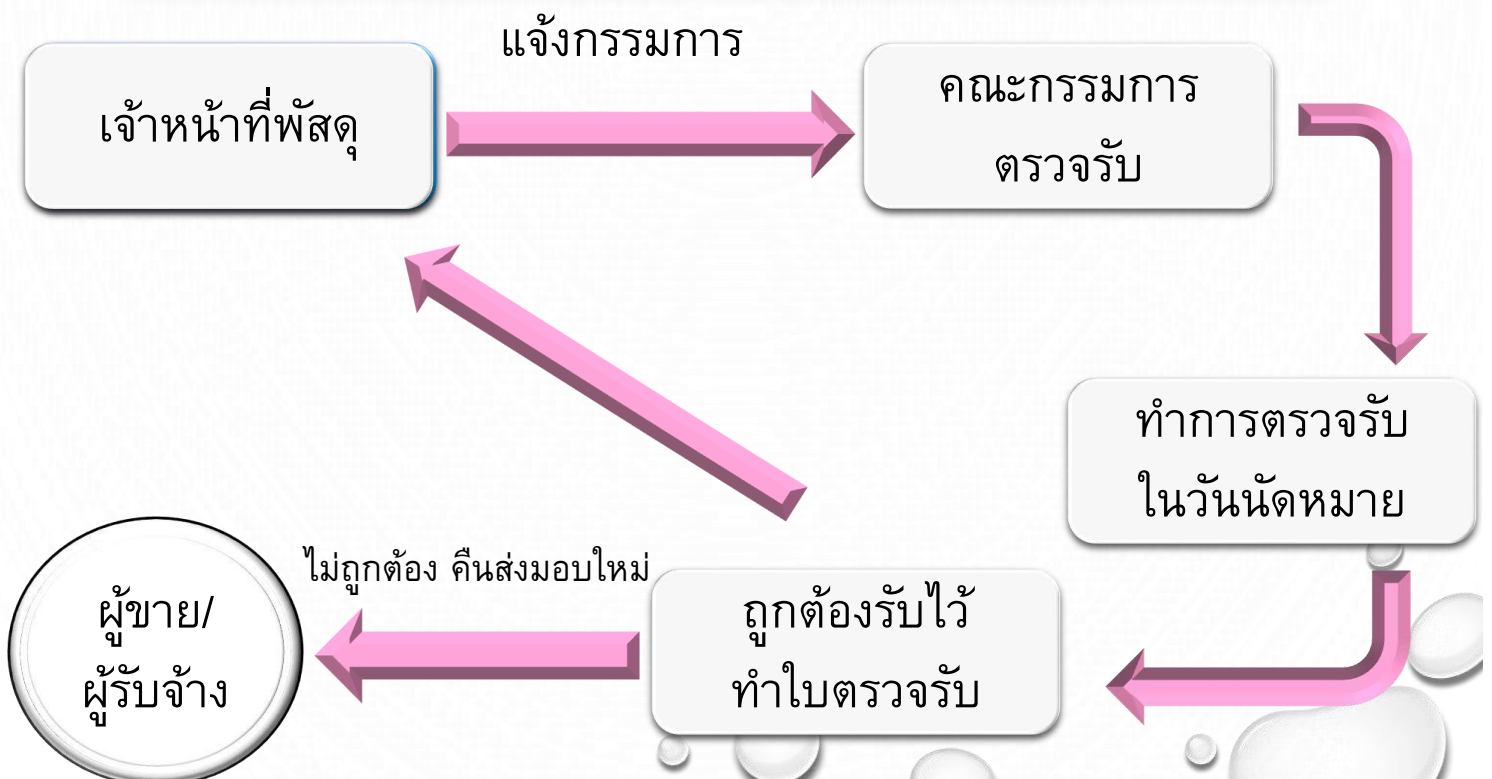 แจ้งกรรมการ
เจ้าหน้าที่พัสดุ
คณะกรรมการ
ตรวจรับ
ทำการตรวจรับ
ในวันนัดหมาย
ไม่ถูกต้อง คืนส่งมอบใหม่
ถูกต้องรับไว้
ทำใบตรวจรับ
ผู้ขาย/
ผู้รับจ้าง